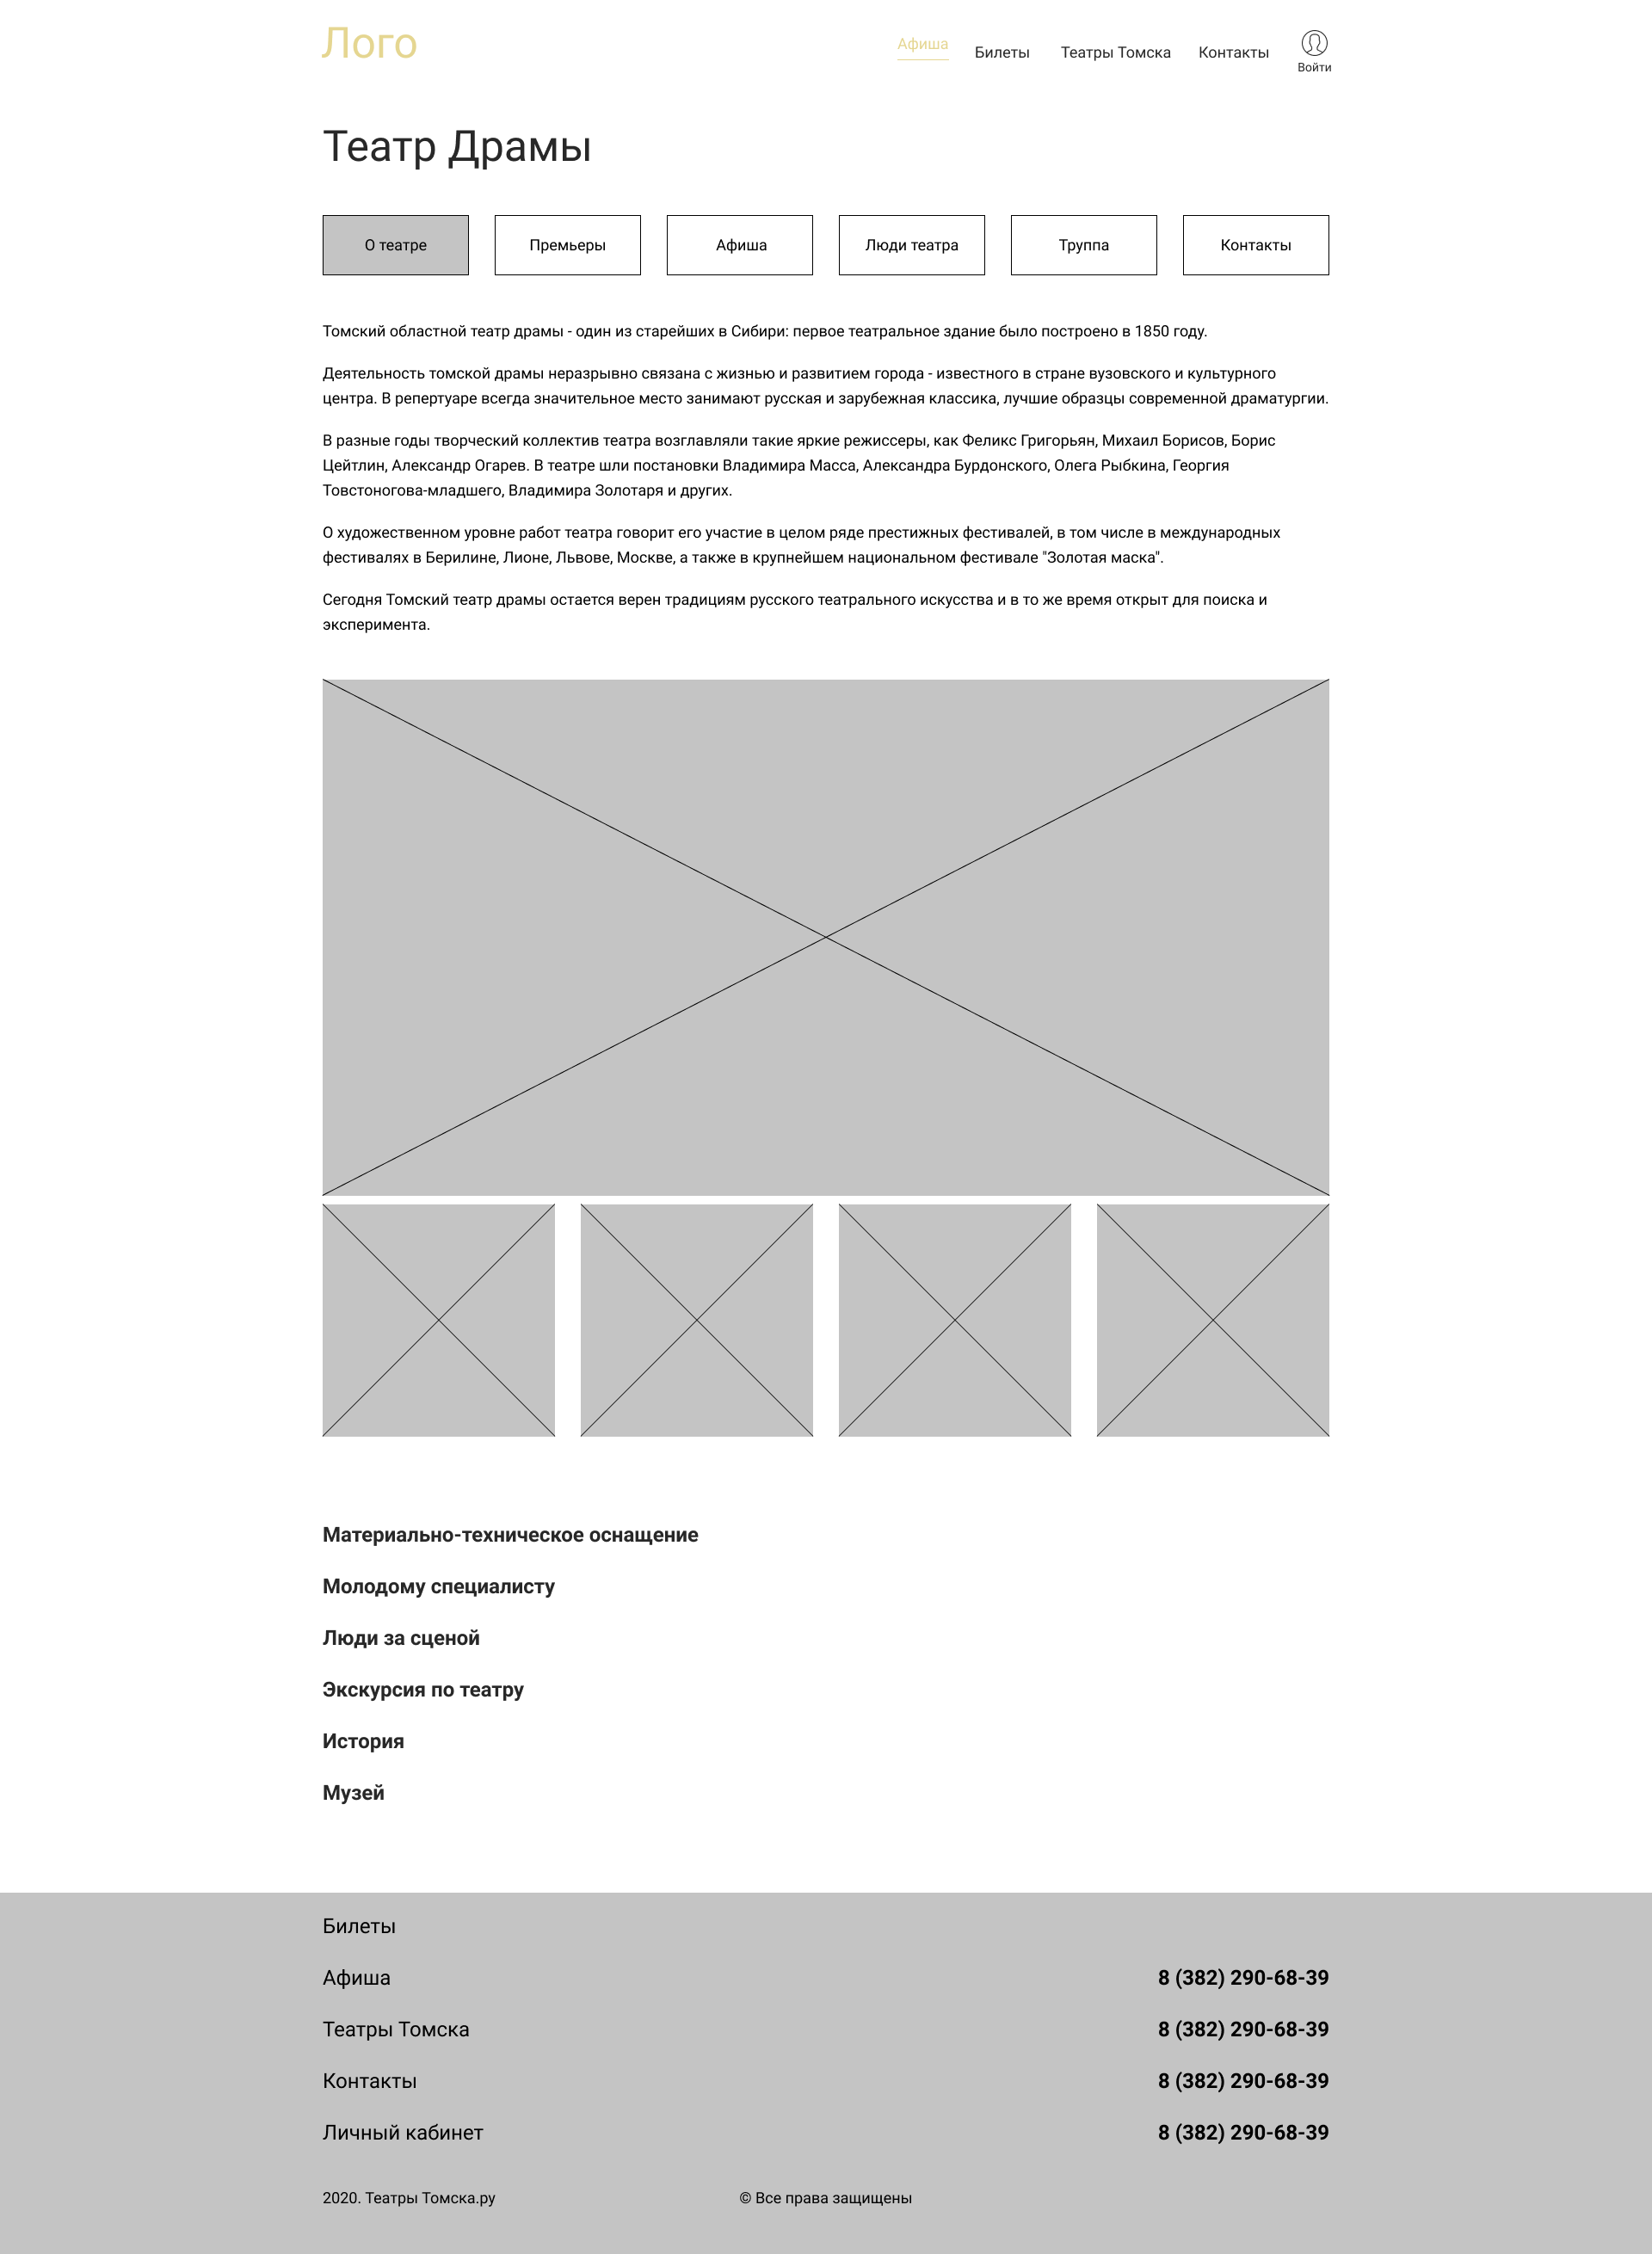 Лого
Афиша
Билеты
Театры Томска
Контакты
Войти
Театр Драмы
О театре
Премьеры
Афиша
Люди театра
Труппа
Контакты
Томский областной театр драмы - один из старейших в Сибири: первое театральное здание было построено в 1850 году.
Деятельность томской драмы неразрывно связана с жизнью и развитием города - известного в стране вузовского и культурного
центра. В репертуаре всегда значительное место занимают русская и зарубежная классика, лучшие образцы современной драматургии.
В разные годы творческий коллектив театра возглавляли такие яркие режиссеры, как Феликс Григорьян, Михаил Борисов, Борис
Цейтлин, Александр Огарев. В театре шли постановки Владимира Масса, Александра Бурдонского, Олега Рыбкина, Георгия
Товстоногова-младшего, Владимира Золотаря и других.
О художественном уровне работ театра говорит его участие в целом ряде престижных фестивалей, в том числе в международных
фестивалях в Берилине, Лионе, Львове, Москве, а также в крупнейшем национальном фестивале "Золотая маска".
Сегодня Томский театр драмы остается верен традициям русского театрального искусства и в то же время открыт для поиска и
эксперимента.
Материально-техническое оснащение
Молодому специалисту
Люди за сценой
Экскурсия по театру
История
Музей
Билеты
Афиша
8 (382) 290-68-39
Театры Томска
8 (382) 290-68-39
Контакты
8 (382) 290-68-39
Личный кабинет
8 (382) 290-68-39
2020. Театры Томска.ру
© Все права защищены